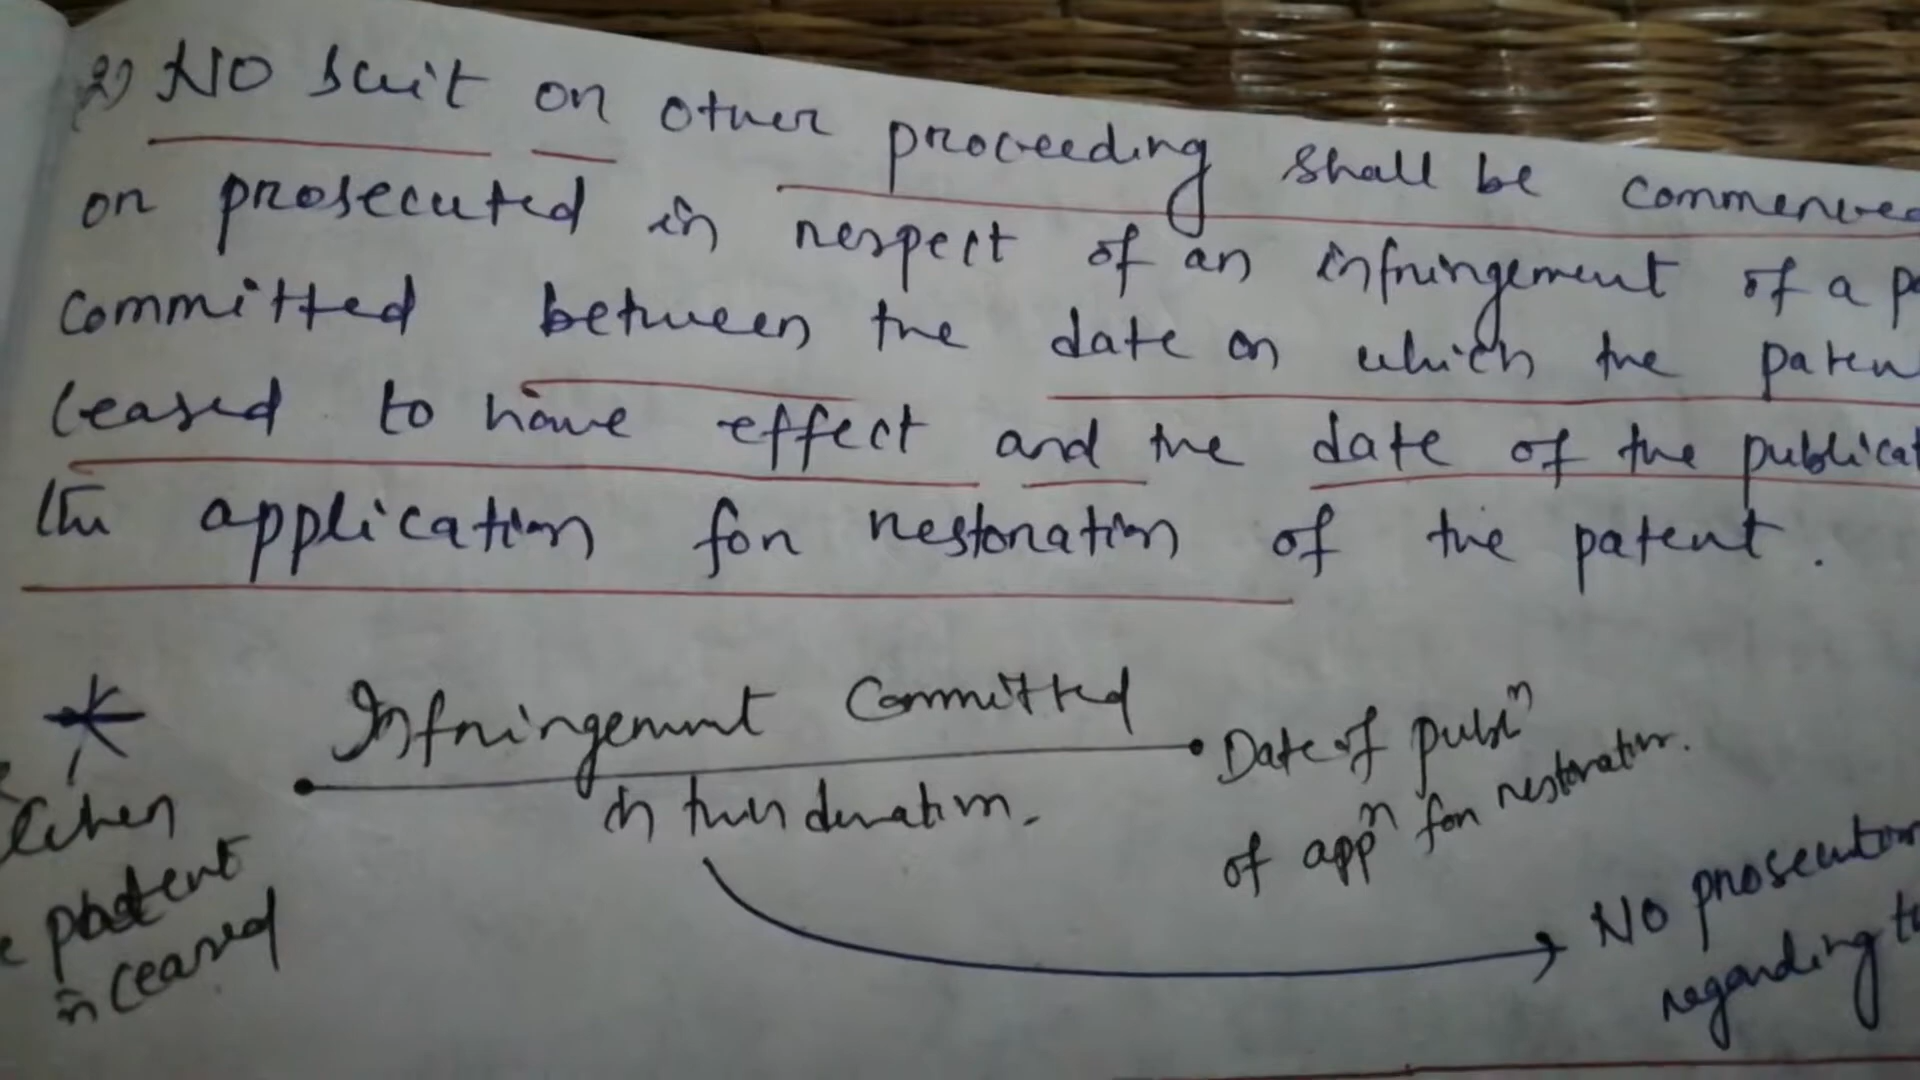 2) NO suit or other proceeding shall be commenced
or prosecuted in respect of an infringement of a
committed between the date on which the paten
ceased to have effect and the date of the publicat
the application for restoration of the patent.
Infringement Committed
in this duration.
Date of publⁿ
of appⁿ for restoration.
when
patent
is ceased
NO prosecution
regarding